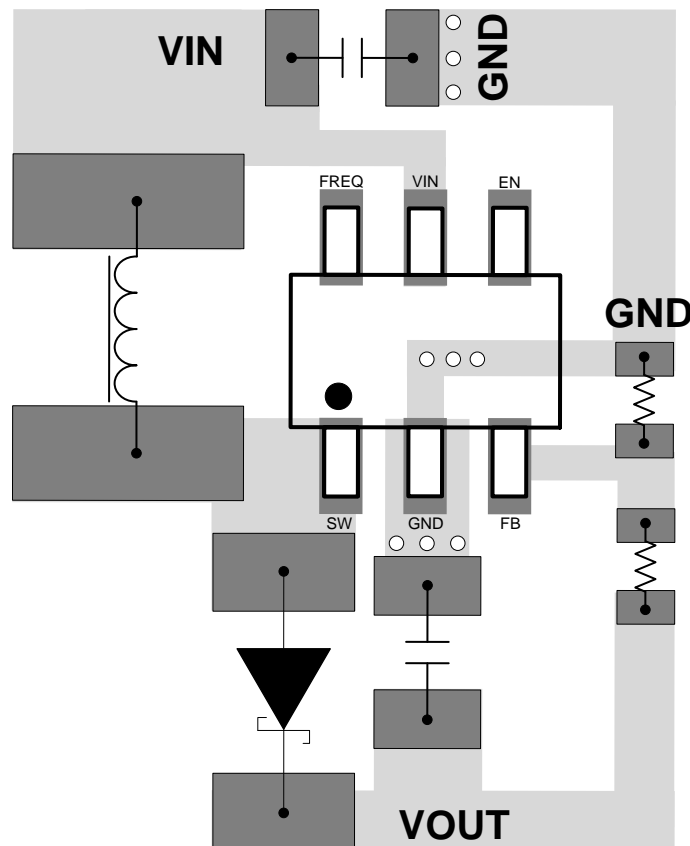 VIN
GND
FREQ
VIN
EN
GND
SW
GND
FB
VOUT